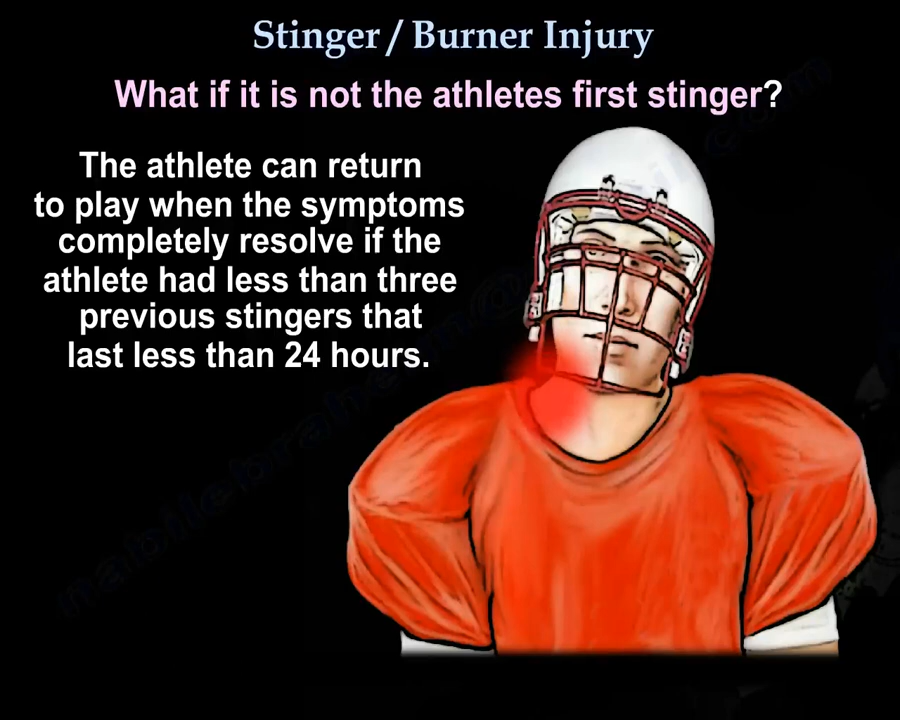 Stinger / Burner Injury
What if it is not the athletes first stinger?
The athlete can return
to play when the symptoms
completely resolve if the
athlete had less than three
previous stingers that
last less than 24 hours.